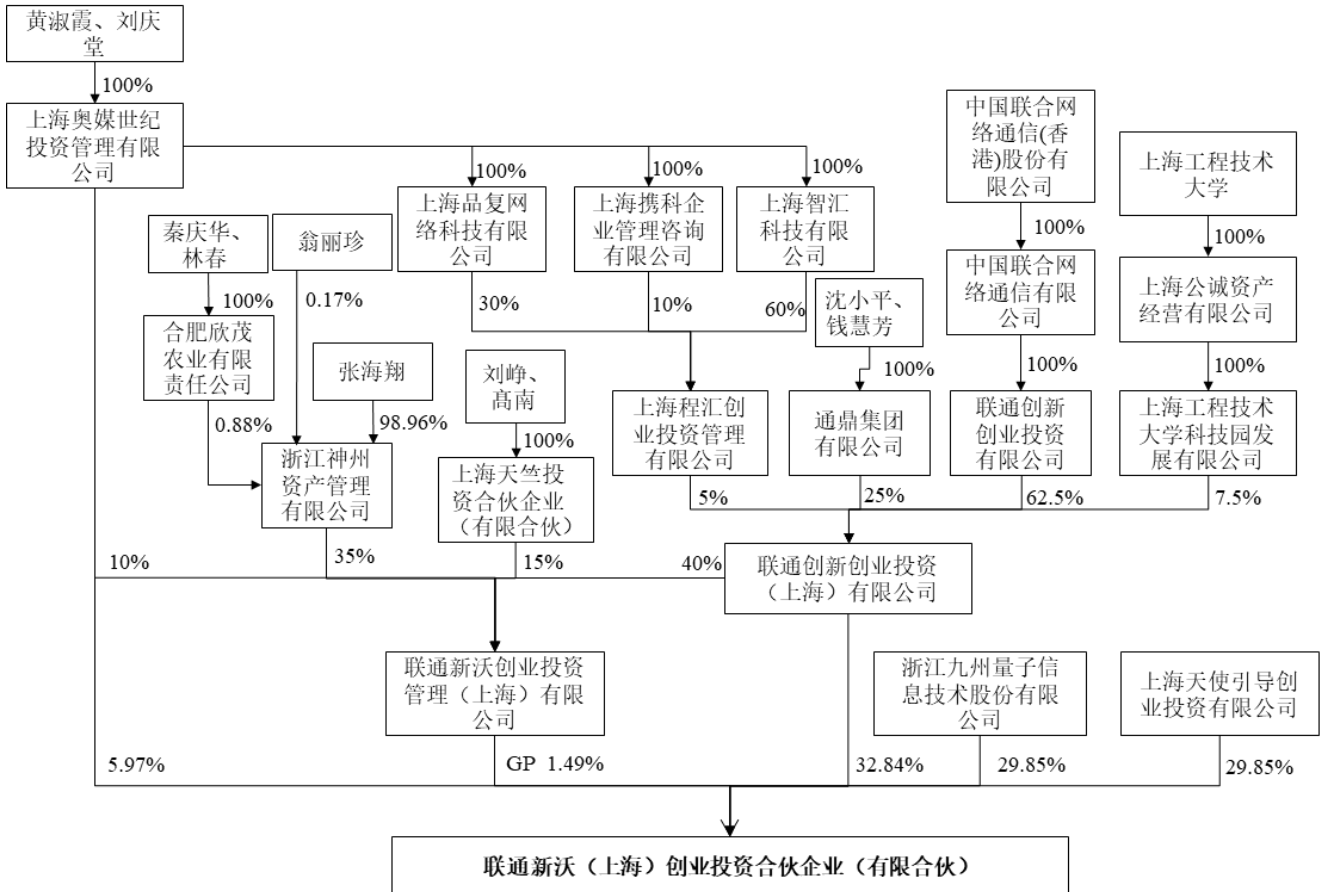 黄淑霞、刘庆
堂
100%
上海奥媒世纪
投资管理有限
公司
中国联合网
络通信(香
港)股份有
限公司
上海工程技术
大学
100%
100%
100%
上海品复网
络科技有限
公司
上海携科企
业管理咨询
有限公司
上海智汇
科技有限
公司
秦庆华、
林春
翁丽珍
100%
100%
中国联合网
络通信有限
公司
上海公诚资产
经营有限公司
100%
0.17%
30%
10%
60%
沈小平、
钱慧芳
合肥欣茂
农业有限
责任公司
张海翔
刘峥、
髙南
100%
100%
100%
上海程汇创
业投资管理
有限公司
通鼎集团
有限公司
联通创新
创业投资
有限公司
上海工程技术
大学科技园发
展有限公司
0.88%
98.96%
100%
浙江神州
资产管理
有限公司
上海天竺投
资合伙企业
（有限合伙）
5%
25%
62.5%
7.5%
10%
35%
15%
40%
联通创新创业投资
（上海）有限公司
联通新沃创业投资
管理（上海）有限
公司
浙江九州量子信
息技术股份有限
公司
上海天使引导创
业投资有限公司
5.97%
GP 1.49%
32.84%
29.85%
29.85%
联通新沃（上海）创业投资合伙企业（有限合伙）